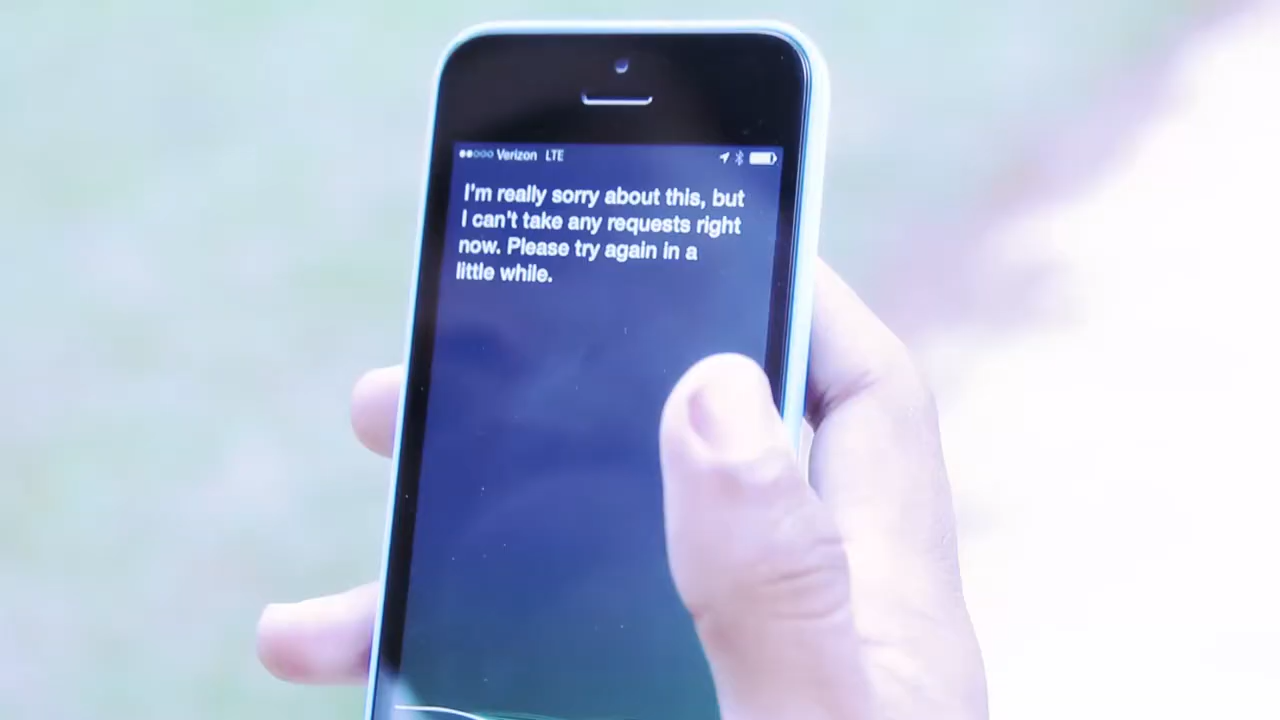 Verizon LTE
I'm really sorry about this, but
I can't take any requests right
now. Please try again in a
little while.